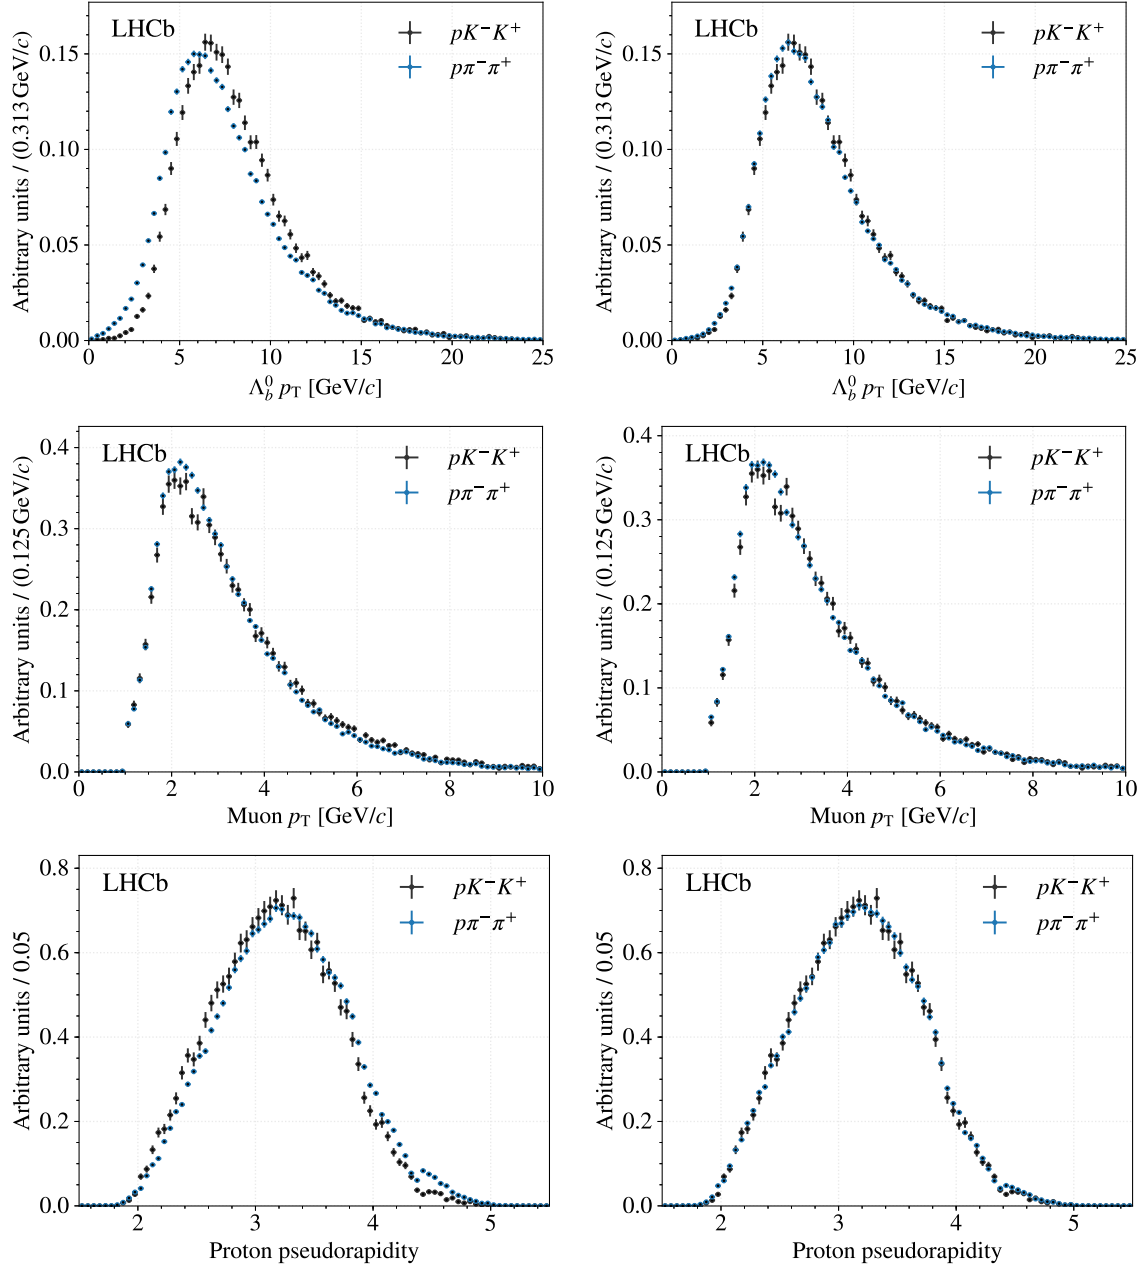 LHCb
pK⁻K⁺
pπ⁻π⁺
0.15
0.10
0.05
0.00
Arbitrary units / (0.313 GeV/c)
0 5 10 15 20 25
Λ_b^0 p_T [GeV/c]
LHCb
pK⁻K⁺
pπ⁻π⁺
0.15
0.10
0.05
0.00
Arbitrary units / (0.313 GeV/c)
0 5 10 15 20 25
Λ_b^0 p_T [GeV/c]
LHCb
pK⁻K⁺
pπ⁻π⁺
0.4
0.3
0.2
0.1
0.0
Arbitrary units / (0.125 GeV/c)
0 2 4 6 8 10
Muon p_T [GeV/c]
LHCb
pK⁻K⁺
pπ⁻π⁺
0.4
0.3
0.2
0.1
0.0
Arbitrary units / (0.125 GeV/c)
0 2 4 6 8 10
Muon p_T [GeV/c]
LHCb
pK⁻K⁺
pπ⁻π⁺
0.8
0.6
0.4
0.2
0.0
Arbitrary units / 0.05
2 3 4 5
Proton pseudorapidity
LHCb
pK⁻K⁺
pπ⁻π⁺
0.8
0.6
0.4
0.2
0.0
Arbitrary units / 0.05
2 3 4 5
Proton pseudorapidity